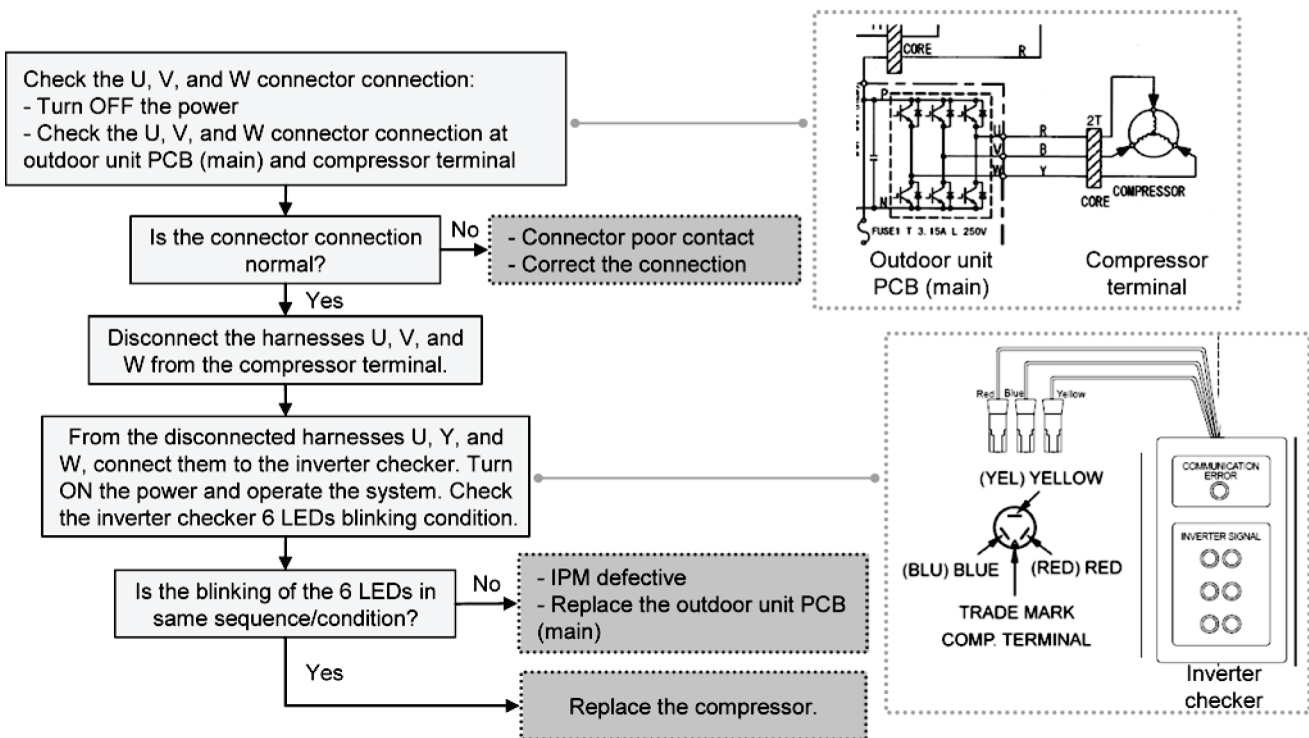 Check the U, V, and W connector connection:
- Turn OFF the power
- Check the U, V, and W connector connection at
outdoor unit PCB (main) and compressor terminal
Is the connector connection
normal?
No
- Connector poor contact
- Correct the connection
Yes
Disconnect the harnesses U, V, and
W from the compressor terminal.
From the disconnected harnesses U, Y, and
W, connect them to the inverter checker. Turn
ON the power and operate the system. Check
the inverter checker 6 LEDs blinking condition.
Is the blinking of the 6 LEDs in
same sequence/condition?
No
- IPM defective
- Replace the outdoor unit PCB
(main)
Yes
Replace the compressor.
CORE
R
P
U
R
2T
V
B
W
Y
N
CORE
COMPRESSOR
FUSE1 T 3.15A L 250V
Outdoor unit
PCB (main)
Compressor
terminal
Red
Blue
Yellow
(YEL) YELLOW
(BLU) BLUE
(RED) RED
TRADE MARK
COMP. TERMINAL
COMMUNICATION
ERROR
INVERTER SIGNAL
Inverter
checker